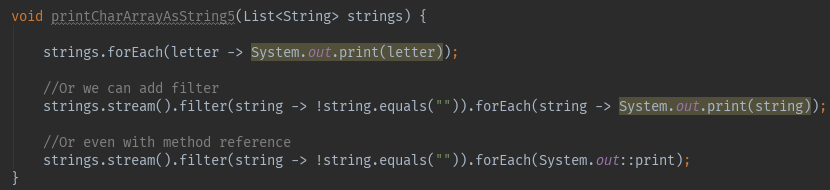 void printCharArrayAsString5(List<String> strings) {
strings.forEach(letter -> System.out.print(letter));
//Or we can add filter
strings.stream().filter(string -> !string.equals("")).forEach(string -> System.out.print(string));
//Or even with method reference
strings.stream().filter(string -> !string.equals("")).forEach(System.out::print);
}